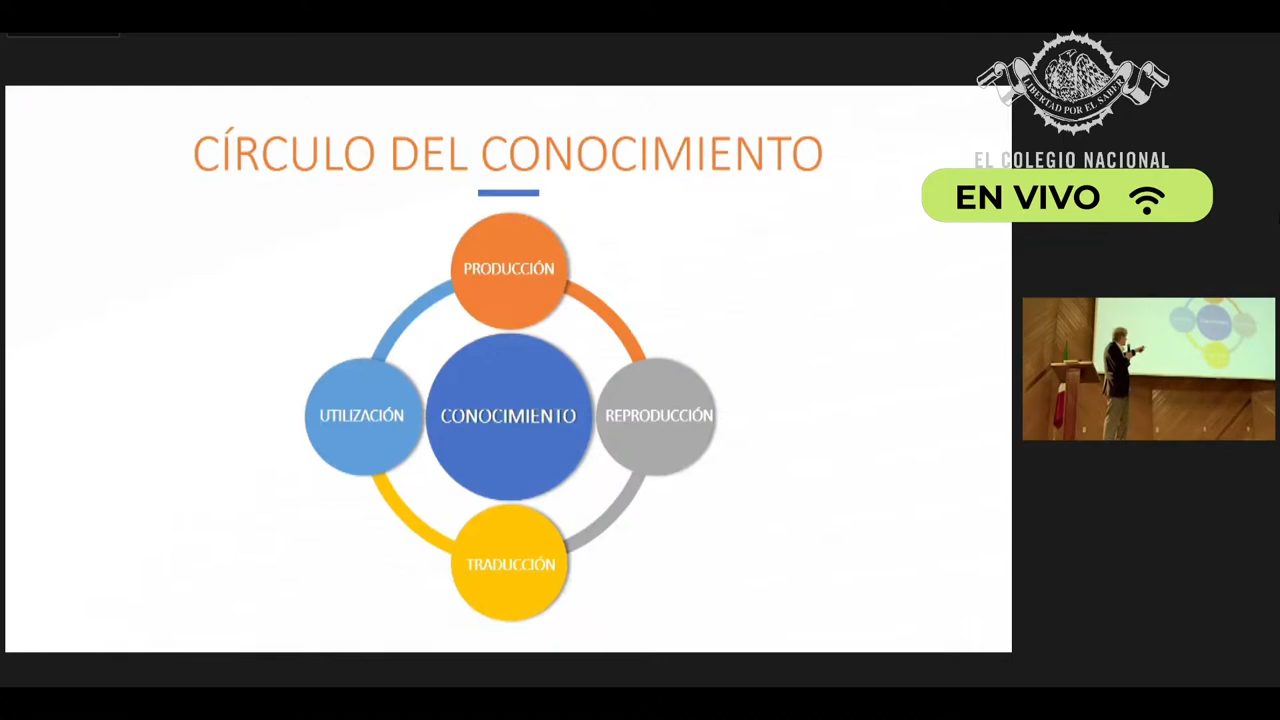 LIBERTAD POR EL SABER
EL COLEGIO NACIONAL
EN VIVO
CÍRCULO DEL CONOCIMIENTO
PRODUCCIÓN
UTILIZACIÓN
CONOCIMIENTO
REPRODUCCIÓN
TRADUCCIÓN